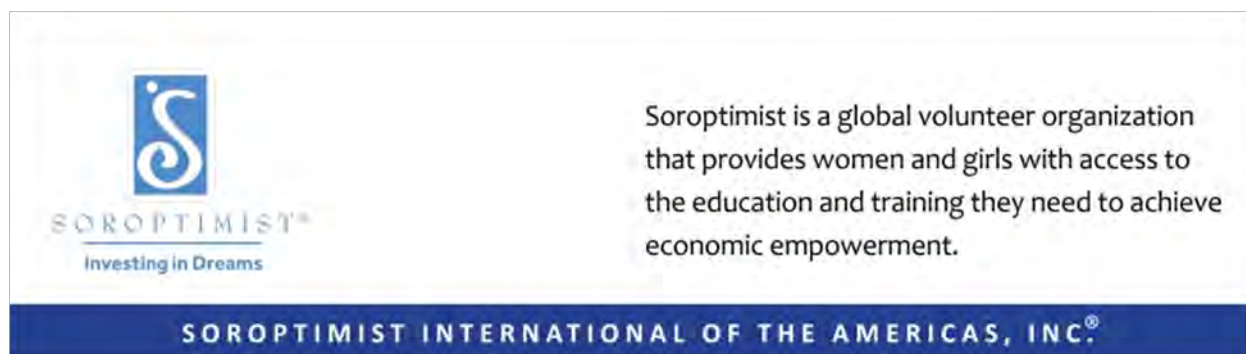 SOROPTIMIST®
Investing in Dreams
Soroptimist is a global volunteer organization
that provides women and girls with access to
the education and training they need to achieve
economic empowerment.
SOROPTIMIST INTERNATIONAL OF THE AMERICAS, INC.®